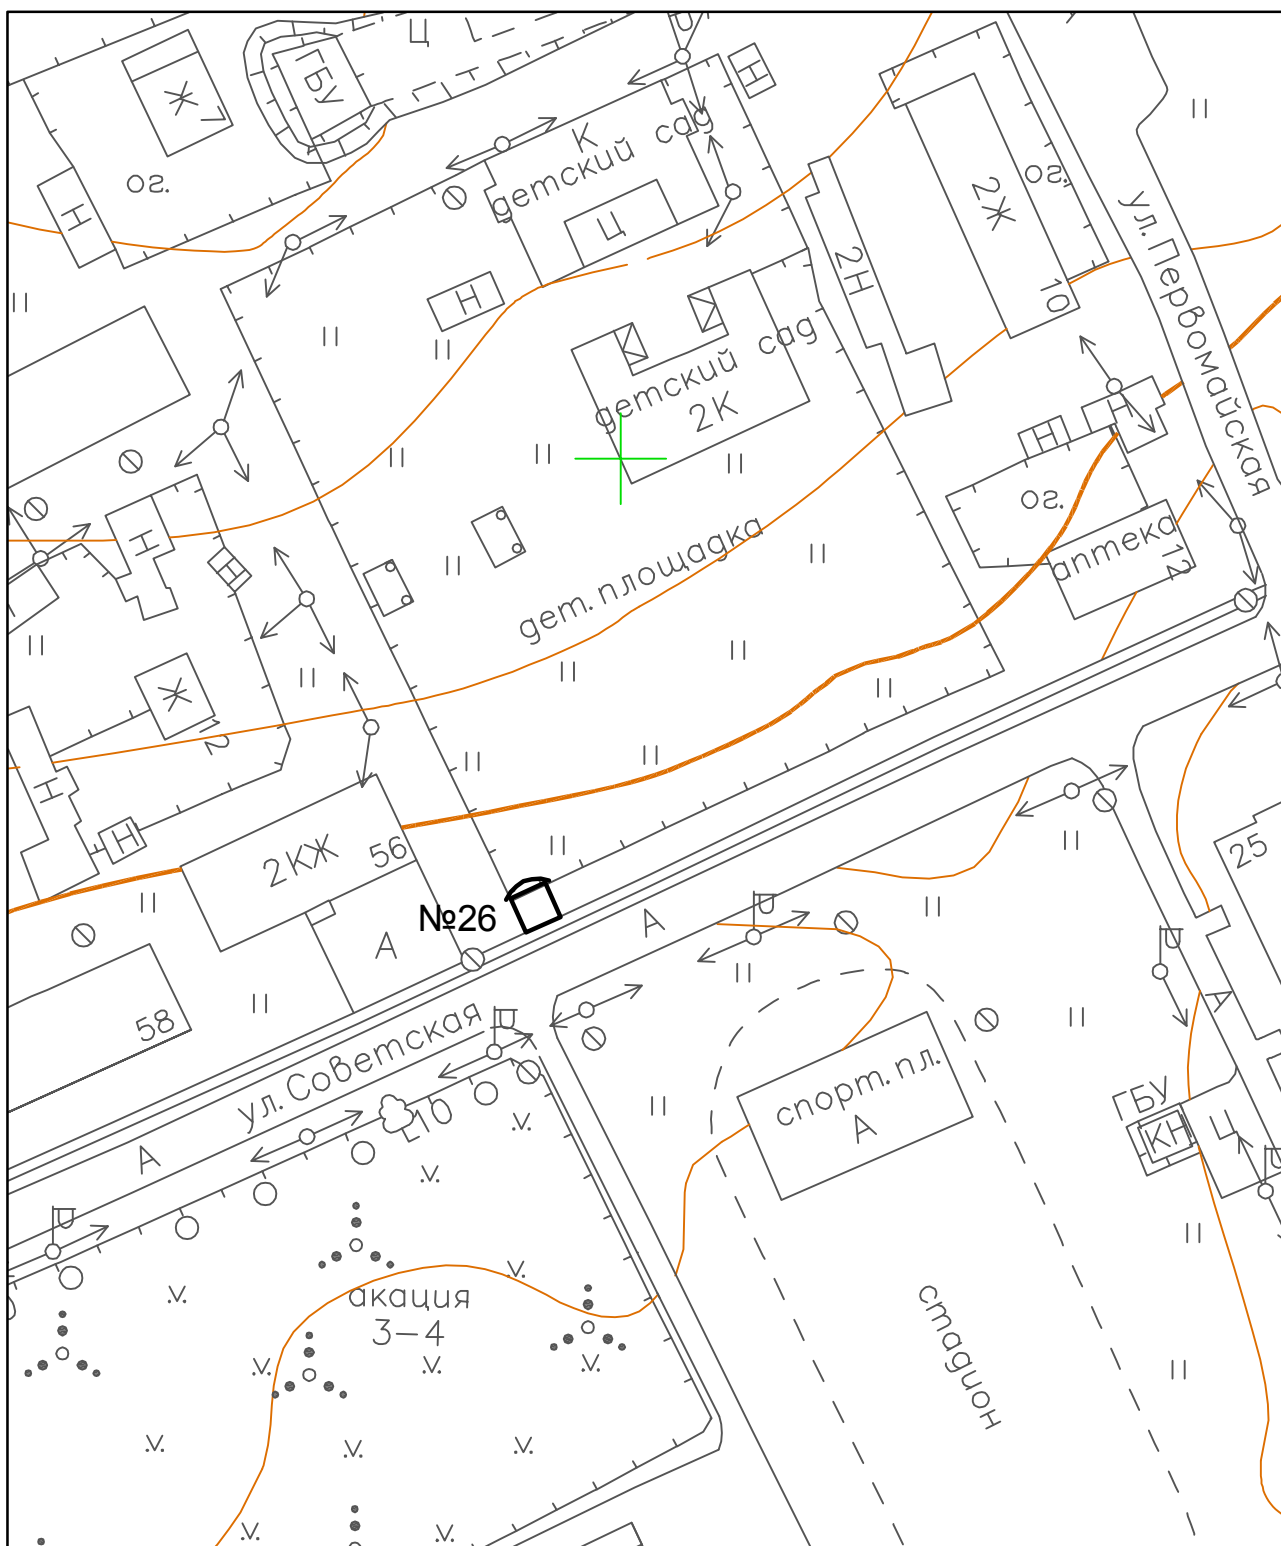 Ц
ГБУ
Ж
7
Н
К
детский сад
ог.
Н
Ц
2Ж
ог.
ул. Первомайская
2Н
Н
10
детский сад
2К
Н
Н
ог.
Н
Н
аптека
12
дет. площадка
Ж
12
Н
Н
2КЖ
56
25
№26
А
А
58
ул. Советская
А
спорт. пл.
А
ГБУ
КН
Ц
L10
А
акация
3-4
стадион